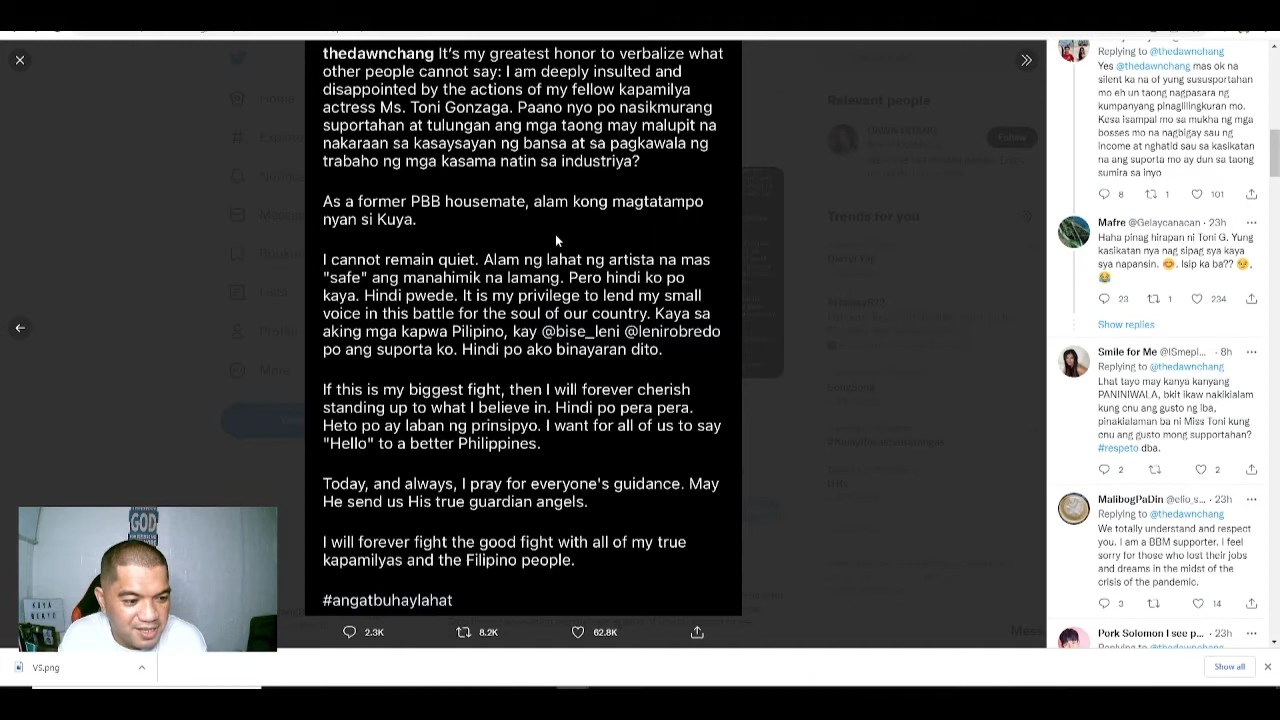 thedawnchang It's my greatest honor to verbalize what
other people cannot say: I am deeply insulted and
disappointed by the actions of my fellow kapamilya
actress Ms. Toni Gonzaga. Paano nyo po nasikmurang
suportahan at tulungan ang mga taong may malupit na
nakaraan sa kasaysayan ng bansa at sa pagkawala ng
trabaho ng mga kasama natin sa industriya?
As a former PBB housemate, alam kong magtatampo
nyan si Kuya.
I cannot remain quiet. Alam ng lahat ng artista na mas
"safe" ang manahimik na lamang. Pero hindi ko po
kaya. Hindi pwede. It is my privilege to lend my small
voice in this battle for the soul of our country. Kaya sa
aking mga kapwa Pilipino, kay @bise_leni @lenirobredo
po ang suporta ko. Hindi po ako binayaran dito.
If this is my biggest fight, then I will forever cherish
standing up to what I believe in. Hindi po pera pera.
Heto po ay laban ng prinsipyo. I want for all of us to say
"Hello" to a better Philippines.
Today, and always, I pray for everyone's guidance. May
He send us His true guardian angels.
I will forever fight the good fight with all of my true
kapamilyas and the Filipino people.
#angatbuhaylahat
2.3K 8.2K 62.8K
Replying to @thedawnchang
Yes @thedawnchang mas ok na
silent ka na of yung sususportahan
mo eh un taong nagpasara ng
kumpanyang pinaglilingkuran mo.
Kesa isampal mo sa mukha ng mga
bosses mo na nagbigay sau ng
Income at nghatid sau sa kasikatan
na ang suporta mo ay dun sa taong
sumira sa inyo
8 1 101
Mafre @Gelaycanacan · 23h
Haha pinag hirapan ni Toni G. Yung
kasikatan nya nag sipag sya kaya
sya napansin. 😊. Isip ka ba?? 😏,
😂
23 1 234
Show replies
Smile for Me @ISmepl... · 8h
Replying to @thedawnchang
Lhat tayo may kanya kanyang
PANINIWALA, bkit ikaw nakikialam
kung cnu ang gusto ng iba,
pinakialaman ba ni Miss Toni kung
cnu ang gusto mong supportahan?
#respeto dba.
2 2
MalibogPaDin @elio_s... · 23h
Replying to @thedawnchang
We totally understand and respect
you. I am a BBM supporter. I feel
sorry for those who lost their jobs
and dreams in the midst of the
crisis of the pandemic.
3 14
Pork Solomon I see p... · 23h
Replying to @thedawnchang
Relevant people
Follow
Trends for you
Home
More
GOD
KUYA
V5.png
Show all